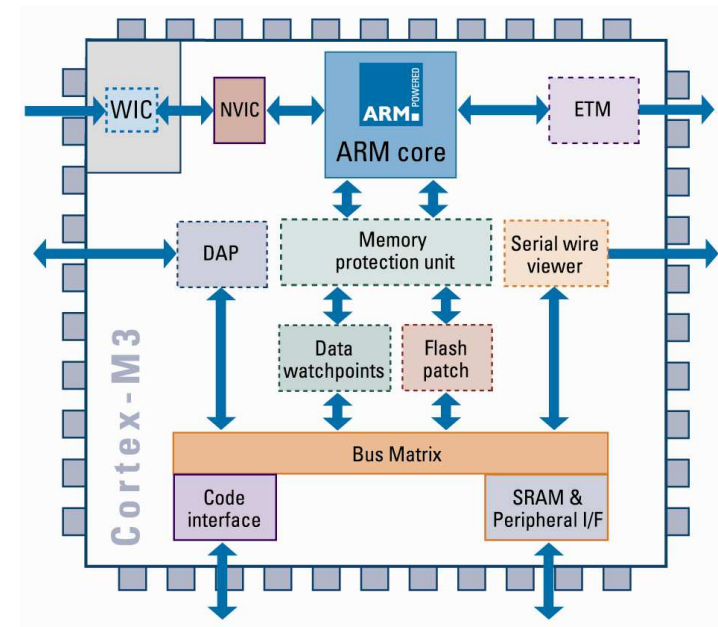 WIC
NVIC
ARM
POWERED
ARM core
ETM
DAP
Memory
protection unit
Serial wire
viewer
Data
watchpoints
Flash
patch
Cortex-M3
Bus Matrix
Code
interface
SRAM &
Peripheral I/F